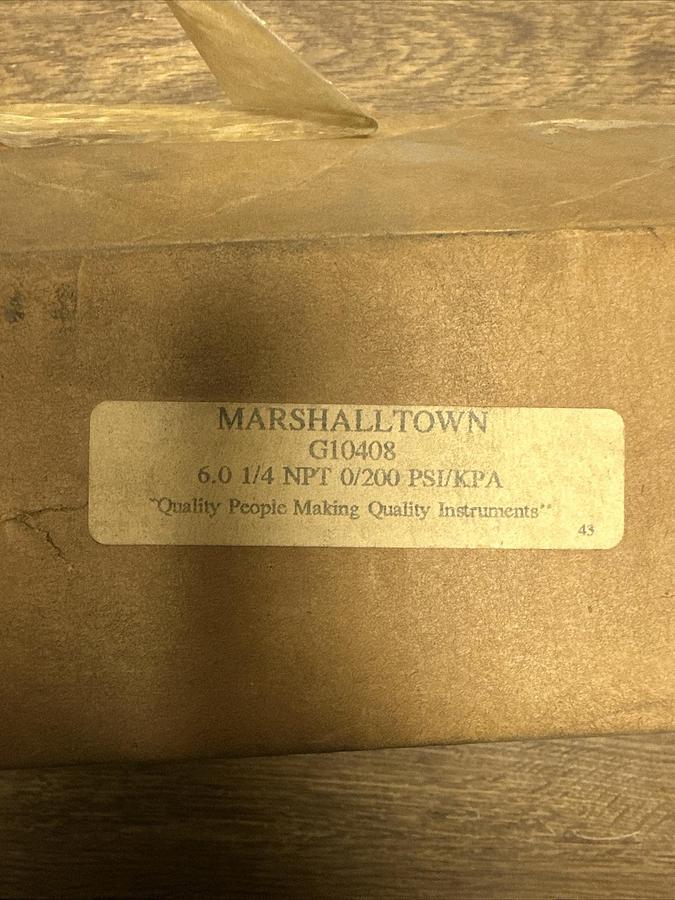 MARSHALLTOWN
G10408
6.0 1/4 NPT 0/200 PSI/KPA
"Quality People Making Quality Instruments"
43